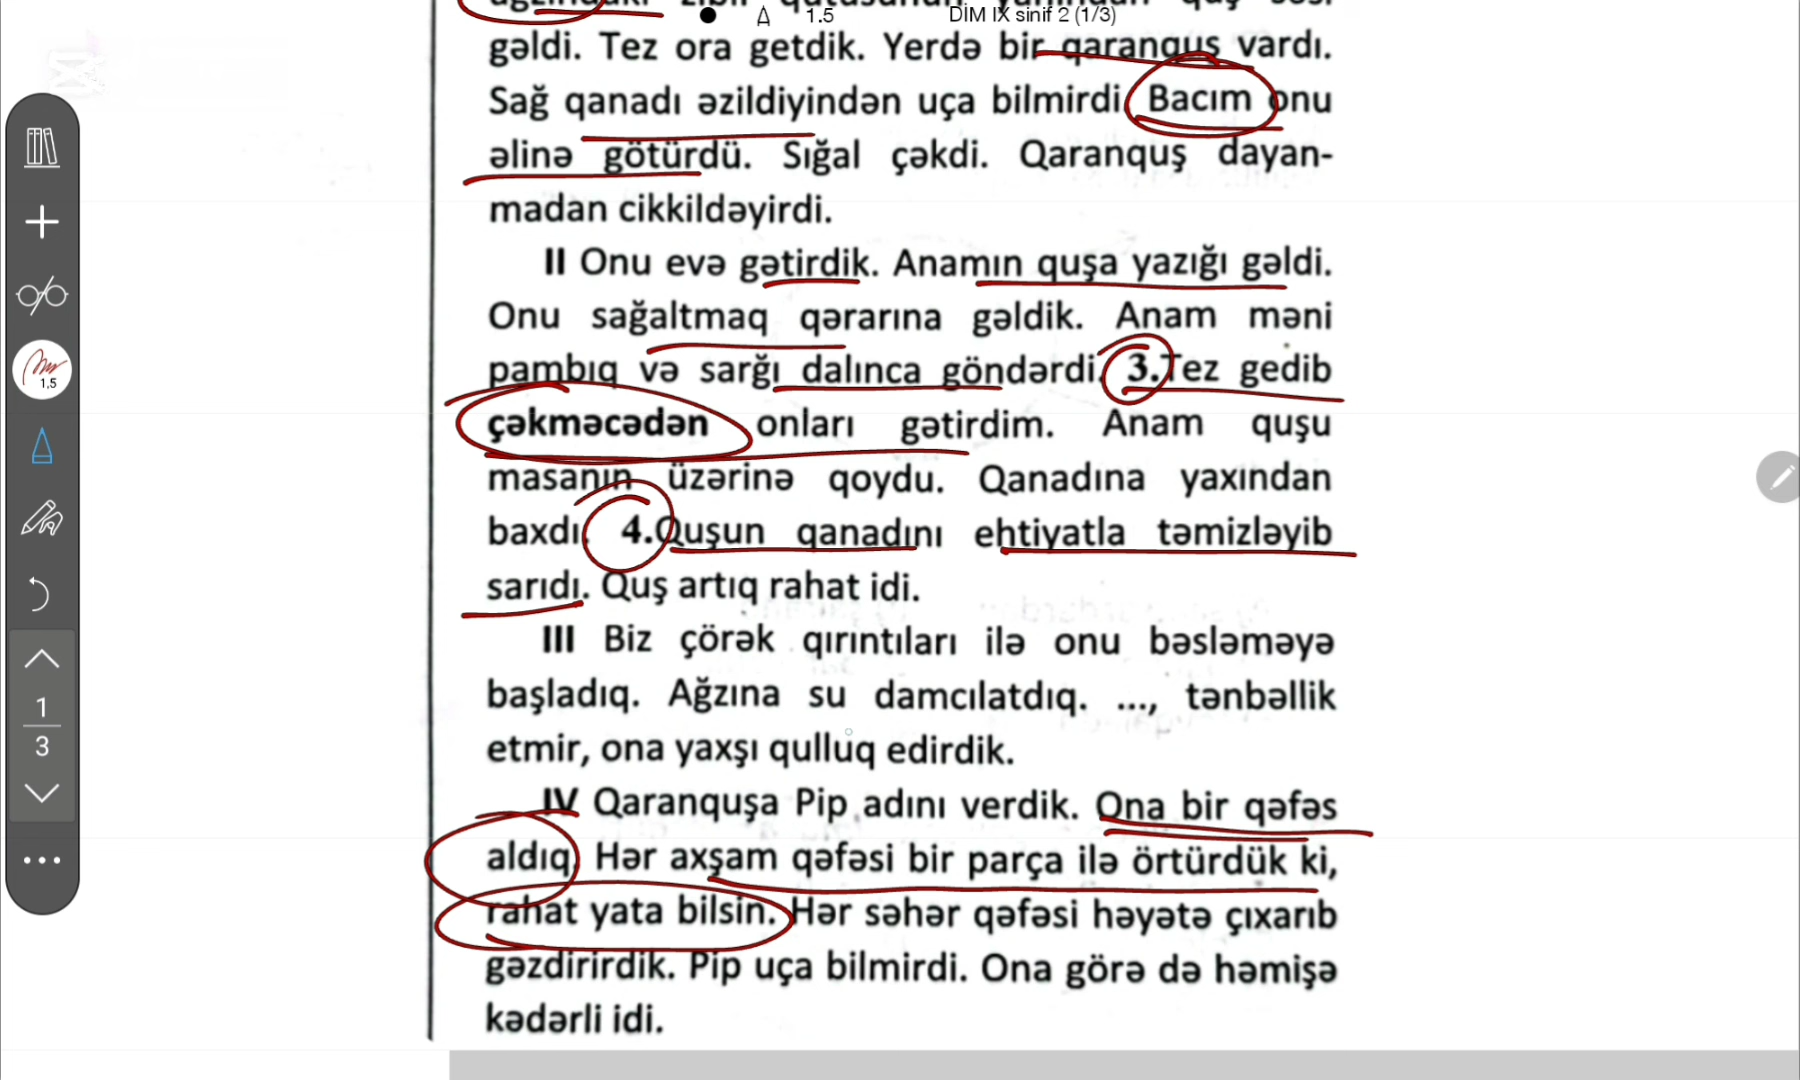 1.5 DİM IX sinif 2 (1/3)
gəldi. Tez ora getdik. Yerdə bir qaranquş vardı.
Sağ qanadı əzildiyindən uça bilmirdi. Bacım onu
əlinə götürdü. Sığal çəkdi. Qaranquş dayan-
madan cikkildəyirdi.
II Onu evə gətirdik. Anamın quşa yazığı gəldi.
Onu sağaltmaq qərarına gəldik. Anam məni
pambıq və sarğı dalınca göndərdi. 3.Tez gedib
çəkməcədən onları gətirdim. Anam quşu
masanın üzərinə qoydu. Qanadına yaxından
baxdı. 4.Quşun qanadını ehtiyatla təmizləyib
sarıdı. Quş artıq rahat idi.
III Biz çörək qırıntıları ilə onu bəsləməyə
başladıq. Ağzına su damcılatdıq. ..., tənbəllik
etmir, ona yaxşı qulluq edirdik.
IV Qaranquşa Pip adını verdik. Ona bir qəfəs
aldıq. Hər axşam qəfəsi bir parça ilə örtürdük ki,
rahat yata bilsin. Hər səhər qəfəsi həyətə çıxarıb
gəzdirirdik. Pip uça bilmirdi. Ona görə də həmişə
kədərli idi.
1,5
1
3